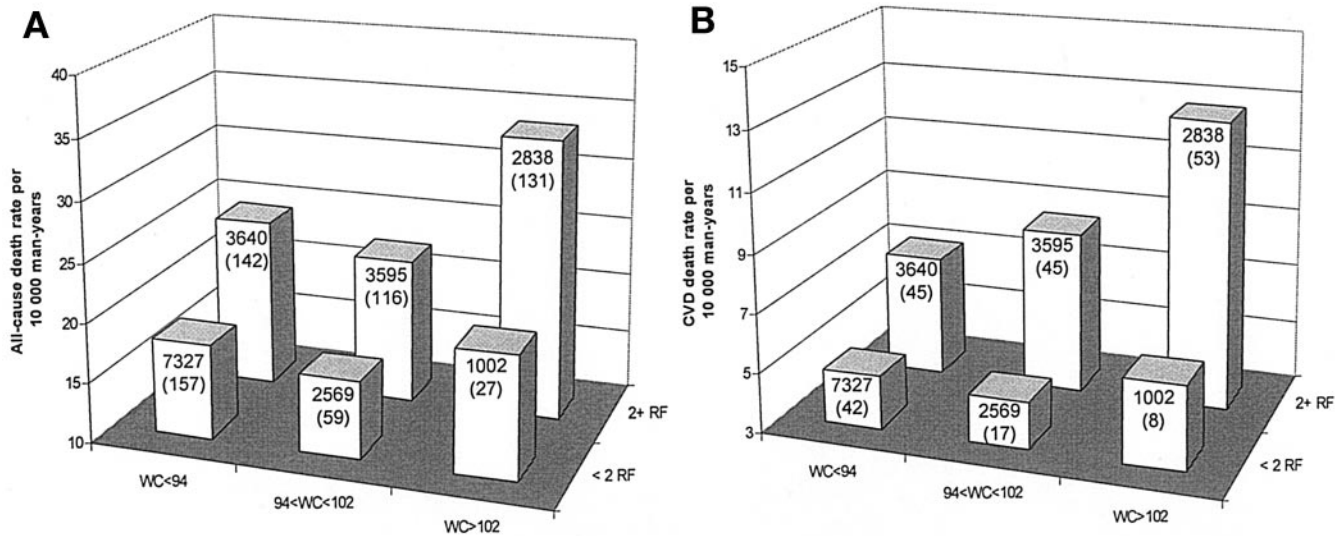 A
All-cause death rate per
10 000 man-years
40
35
30
25
20
15
10
3640
(142)
3595
(116)
2838
(131)
7327
(157)
2569
(59)
1002
(27)
2+ RF
< 2 RF
WC<94
94<WC<102
WC>102
B
CVD death rate per
10 000 man-years
15
13
11
9
7
5
3
3640
(45)
3595
(45)
2838
(53)
7327
(42)
2569
(17)
1002
(8)
2+ RF
< 2 RF
WC<94
94<WC<102
WC>102